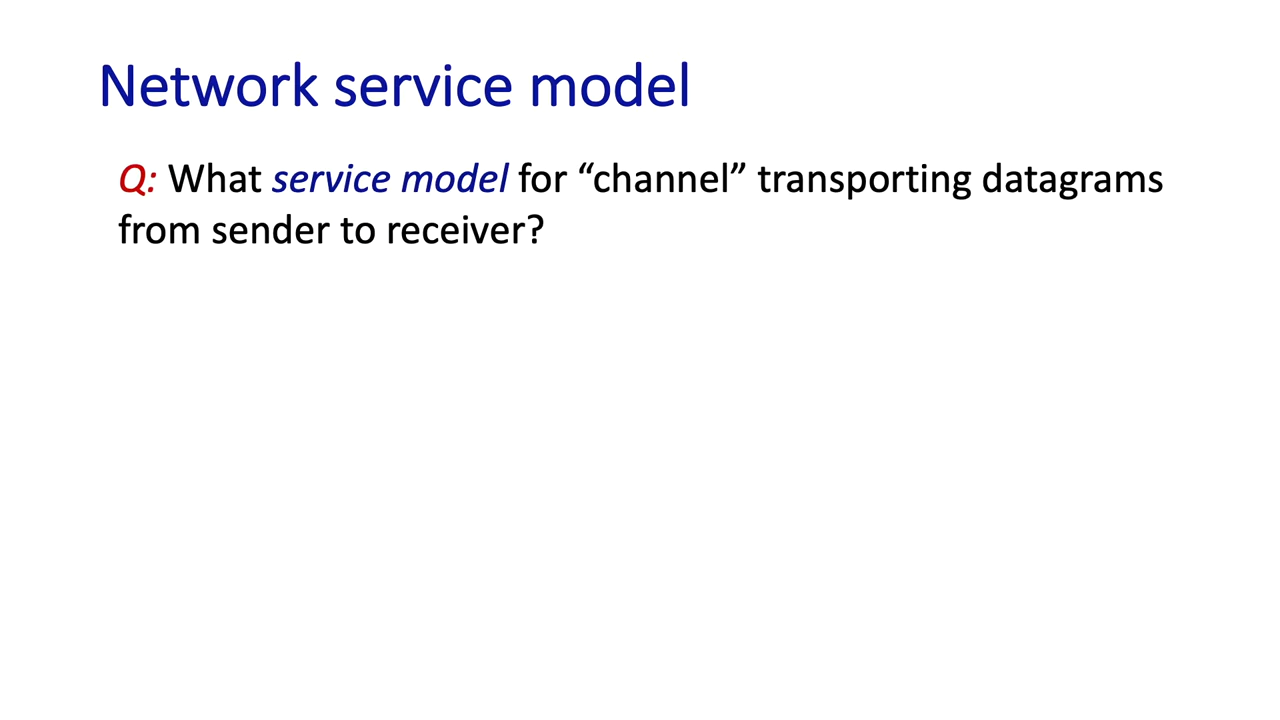 Network service model
Q: What service model for “channel” transporting datagrams
from sender to receiver?